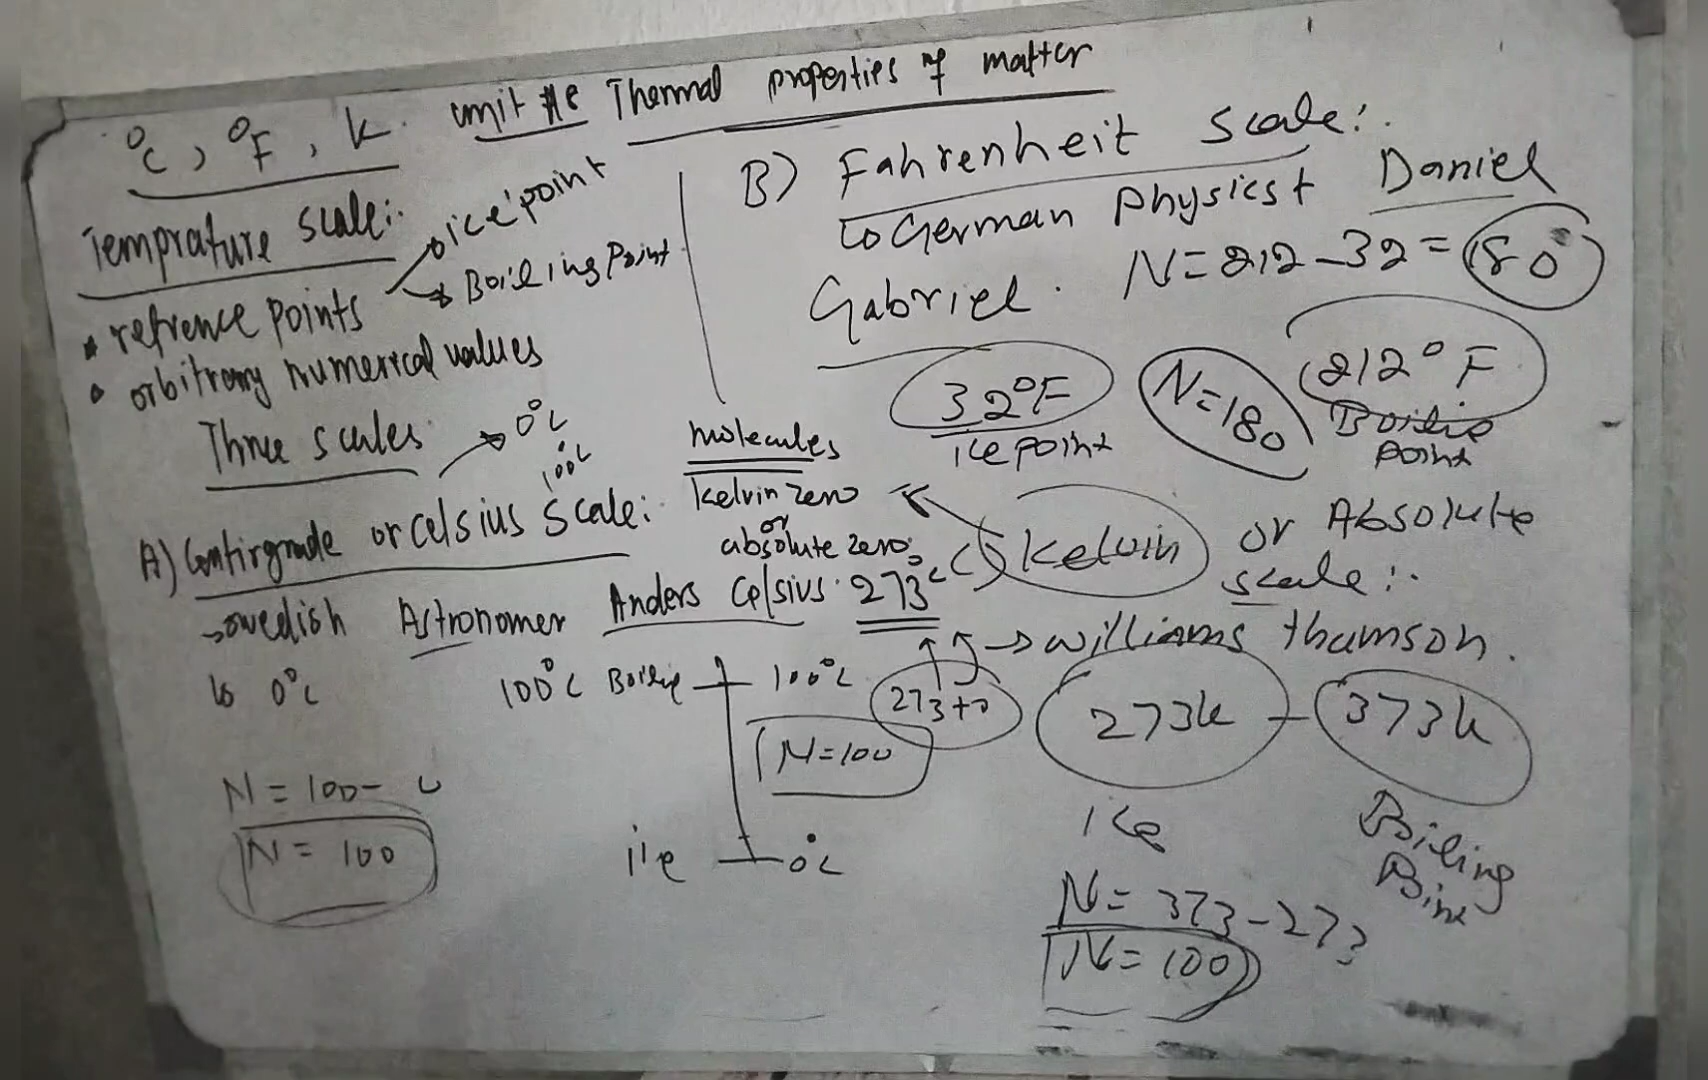 °C, °F, K. unit #e Thermal properties of matter
Temprature scale:.
ice point
Boiling Point
* refrence points
• orbitrary numerical values
Three scales
0°C
100°C
A) Centirgrade or celsius scale:
→ swedish Astronomer Anders Celsius.
0°C 100°C Boiling 100°C
N=100
N = 100 - 0
N = 100
ice 0°C
B) Fahrenheit scale:.
German Physicst Daniel
Gabriel. N=212-32=180°
32°F N=180 212°F
ice point Boiling
point
molecules
Kelvin zero
or
absolute zero
273°C
273+0
C) Kelvin or Absolute
scale:.
→ williams thamson.
273k - 373k
ice Boiling
N= 373-273
N= 100